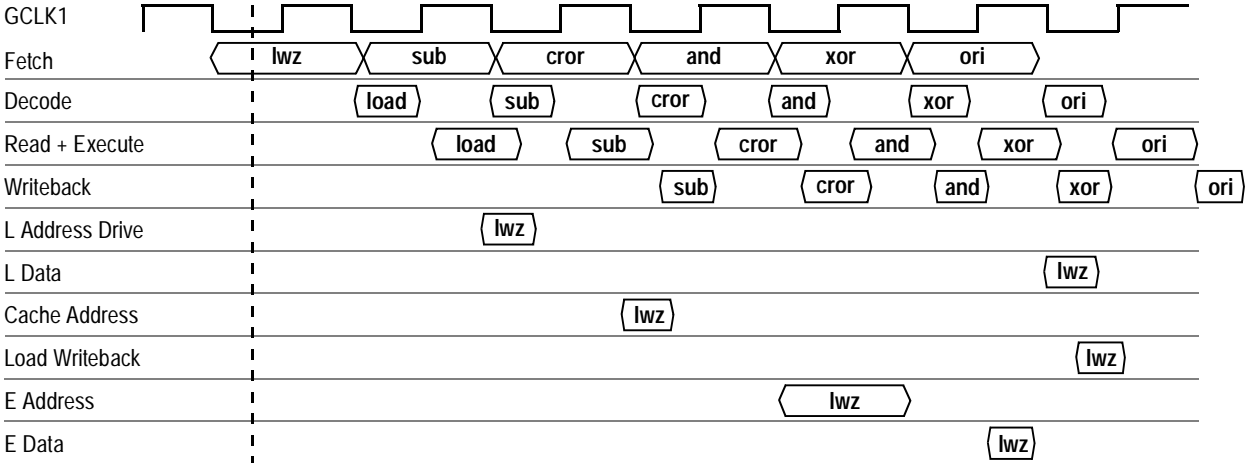 GCLK1
Fetch lwz sub cror and xor ori
Decode load sub cror and xor ori
Read + Execute load sub cror and xor ori
Writeback sub cror and xor ori
L Address Drive lwz
L Data lwz
Cache Address lwz
Load Writeback lwz
E Address lwz
E Data lwz